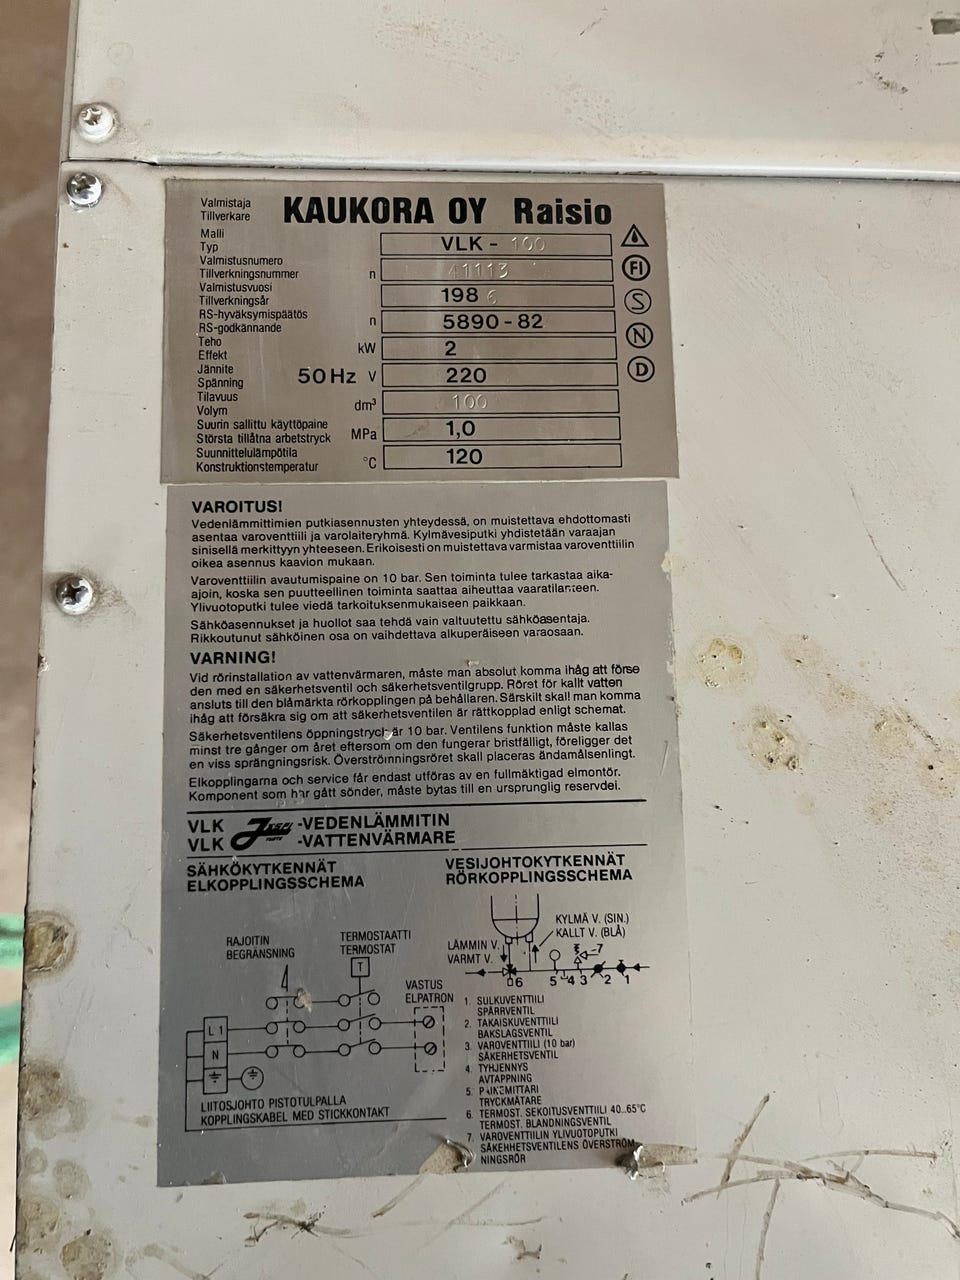 Valmistaja
Tillverkare
KAUKORA OY Raisio
Malli
Typ
VLK - 100
Valmistusnumero
Tillverkningsnummer n 41113
Valmistusvuosi
Tillverkningsår
198 6
RS-hyväksymispäätös
RS-godkännande
n 5890-82
Teho
Effekt
kW 2
Jännite
Spänning
50 Hz V 220
Tilavuus
Volym
dm³ 100
Suurin sallittu käyttöpaine
Största tillåtna arbetstryck
MPa 1,0
Suunnittelulämpötila
Konstruktionstemperatur
°C 120
FI
S
N
D
VAROITUS!
Vedenlämmittimien putkiasennusten yhteydessä, on muistettava ehdottomasti
asentaa varoventtiili ja varolaiteryhmä. Kylmävesiputki yhdistetään varaajan
sinisellä merkittyyn yhteeseen. Erikoisesti on muistettava varmistaa varoventtiilin
oikea asennus kaavion mukaan.
Varoventtiilin avautumispaine on 10 bar. Sen toiminta tulee tarkastaa aika-
ajoin, koska sen puutteellinen toiminta saattaa aiheuttaa vaaratilanteen.
Ylivuotoputki tulee viedä tarkoituksenmukaiseen paikkaan.
Sähköasennukset ja huollot saa tehdä vain valtuutettu sähköasentaja.
Rikkoutunut sähköinen osa on vaihdettava alkuperäiseen varaosaan.
VARNING!
Vid rörinstallation av vattenvärmaren, måste man absolut komma ihåg att förse
den med en säkerhetsventil och säkerhetsventilgrupp. Röret för kallt vatten
ansluts till den blåmärkta rörkopplingen på behållaren. Särskilt skall man komma
ihåg att försäkra sig om att säkerhetsventilen är rättkopplad enligt schemat.
Säkerhetsventilens öppningstryck är 10 bar. Ventilens funktion måste kallas
minst tre gånger om året eftersom om den fungerar bristfälligt, föreligger det
en viss sprängningsrisk. Överströinningsröret skall placeras ändamålsenlingt.
Elkopplingarna och service får endast utföras av en fullmäktigad elmontör.
Komponent som har gått sönder, måste bytas till en ursprunglig reservdel.
VLK Jäspi -VEDENLÄMMITIN
VLK -VATTENVÄRMARE
SÄHKÖKYTKENNÄT
ELKOPPLINGSSCHEMA
RAJOITIN
BEGRÄNSNING
TERMOSTAATTI
TERMOSTAT
T
VASTUS
ELPATRON
L 1
N
LIITOSJOHTO PISTOTULPALLA
KOPPLINGSKABEL MED STICKKONTAKT
VESIJOHTOKYTKENNÄT
RÖRKOPPLINGSSCHEMA
KYLMÄ V. (SIN.)
KALLT V. (BLÅ)
LÄMMIN V.
VARMT V.
7
6 5 4 3 2 1
1. SULKUVENTTIILI
SPÄRRVENTIL
2. TAKAISKUVENTTIILI
BAKSLAGSVENTIL
3. VAROVENTTIILI (10 bar)
SÄKERHETSVENTIL
4. TYHJENNYS
AVTAPPNING
5. PAINEMITTARI
TRYCKMÄTARE
6. TERMOST. SEKOITUSVENTTIILI 40...65°C
TERMOST. BLANDNINGSVENTIL
7. VAROVENTTIILIN YLIVUOTOPUTKI
SÄKEHHETSVENTILENS ÖVERSTRÖM-
NINGSRÖR